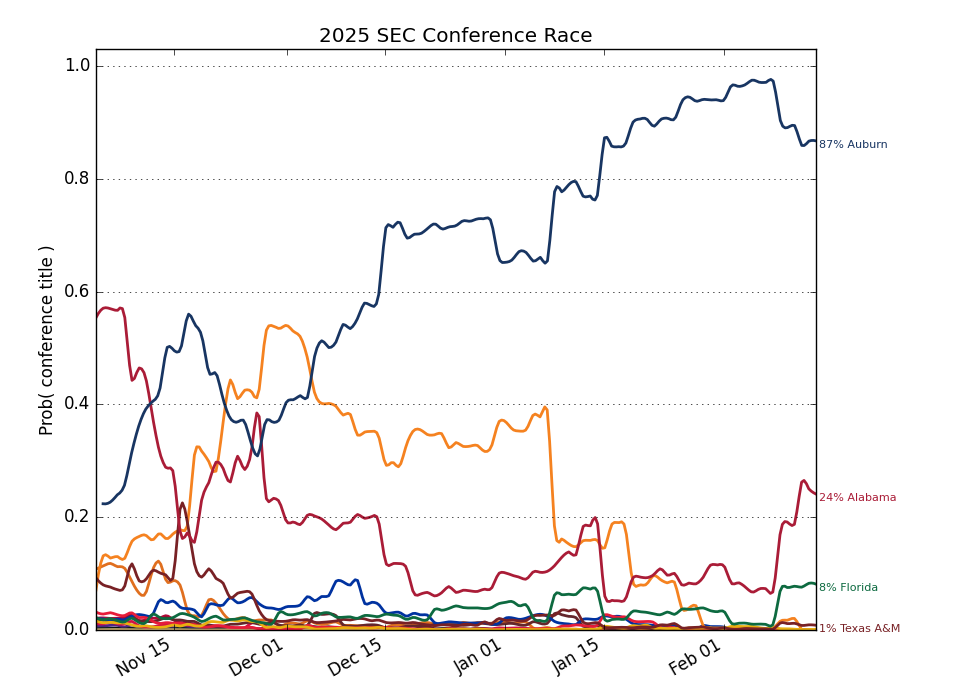 2025 SEC Conference Race
Prob( conference title )
1.0
0.8
0.6
0.4
0.2
0.0
87% Auburn
24% Alabama
8% Florida
1% Texas A&M
Nov 15
Dec 01
Dec 15
Jan 01
Jan 15
Feb 01